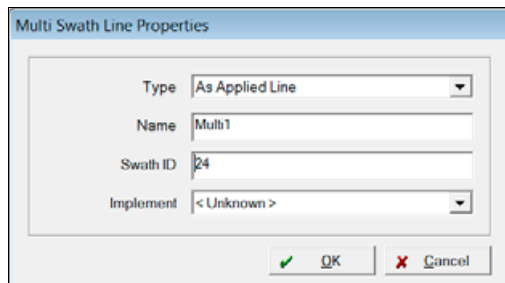 Multi Swath Line Properties
Type As Applied Line
Name Multi1
Swath ID 24
Implement < Unknown >
OK Cancel